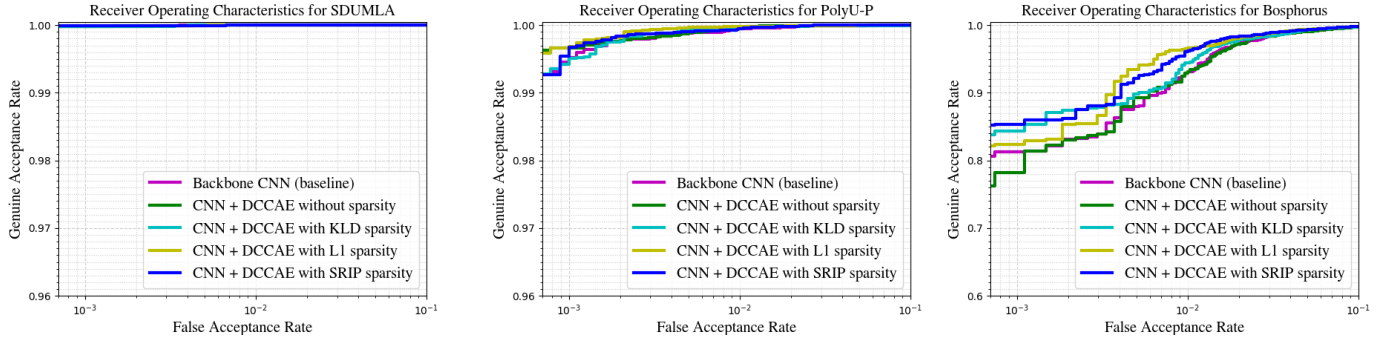 Receiver Operating Characteristics for SDUMLA
1.00
0.99
0.98
0.97
0.96
Genuine Acceptance Rate
Backbone CNN (baseline)
CNN + DCCAE without sparsity
CNN + DCCAE with KLD sparsity
CNN + DCCAE with L1 sparsity
CNN + DCCAE with SRIP sparsity
10⁻³
10⁻²
10⁻¹
False Acceptance Rate
Receiver Operating Characteristics for PolyU-P
1.00
0.99
0.98
0.97
0.96
Genuine Acceptance Rate
Backbone CNN (baseline)
CNN + DCCAE without sparsity
CNN + DCCAE with KLD sparsity
CNN + DCCAE with L1 sparsity
CNN + DCCAE with SRIP sparsity
10⁻³
10⁻²
10⁻¹
False Acceptance Rate
Receiver Operating Characteristics for Bosphorus
1.0
0.9
0.8
0.7
0.6
Genuine Acceptance Rate
Backbone CNN (baseline)
CNN + DCCAE without sparsity
CNN + DCCAE with KLD sparsity
CNN + DCCAE with L1 sparsity
CNN + DCCAE with SRIP sparsity
10⁻³
10⁻²
10⁻¹
False Acceptance Rate